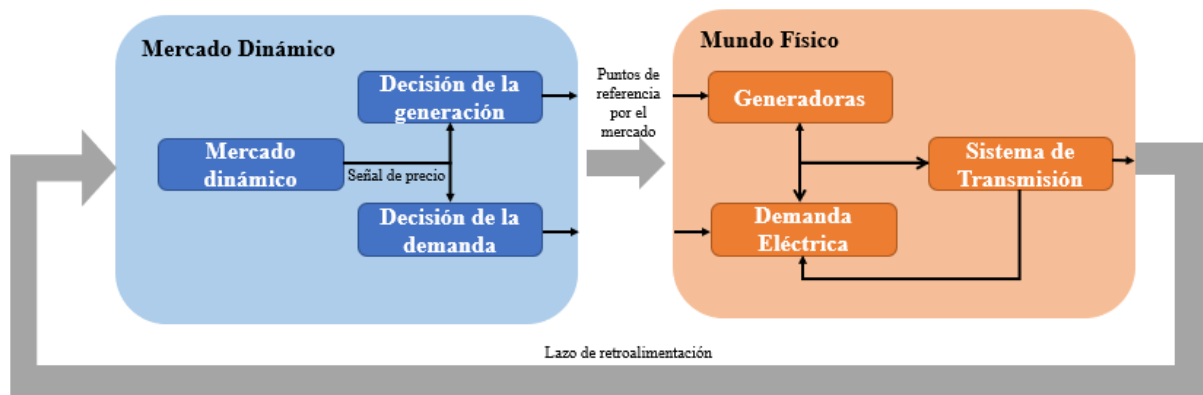 Mercado Dinámico
Decisión de la
generación
Mercado
dinámico
Señal de precio
Decisión de la
demanda
Puntos de
referencia
por el
mercado
Mundo Físico
Generadoras
Sistema de
Transmisión
Demanda
Eléctrica
Lazo de retroalimentación